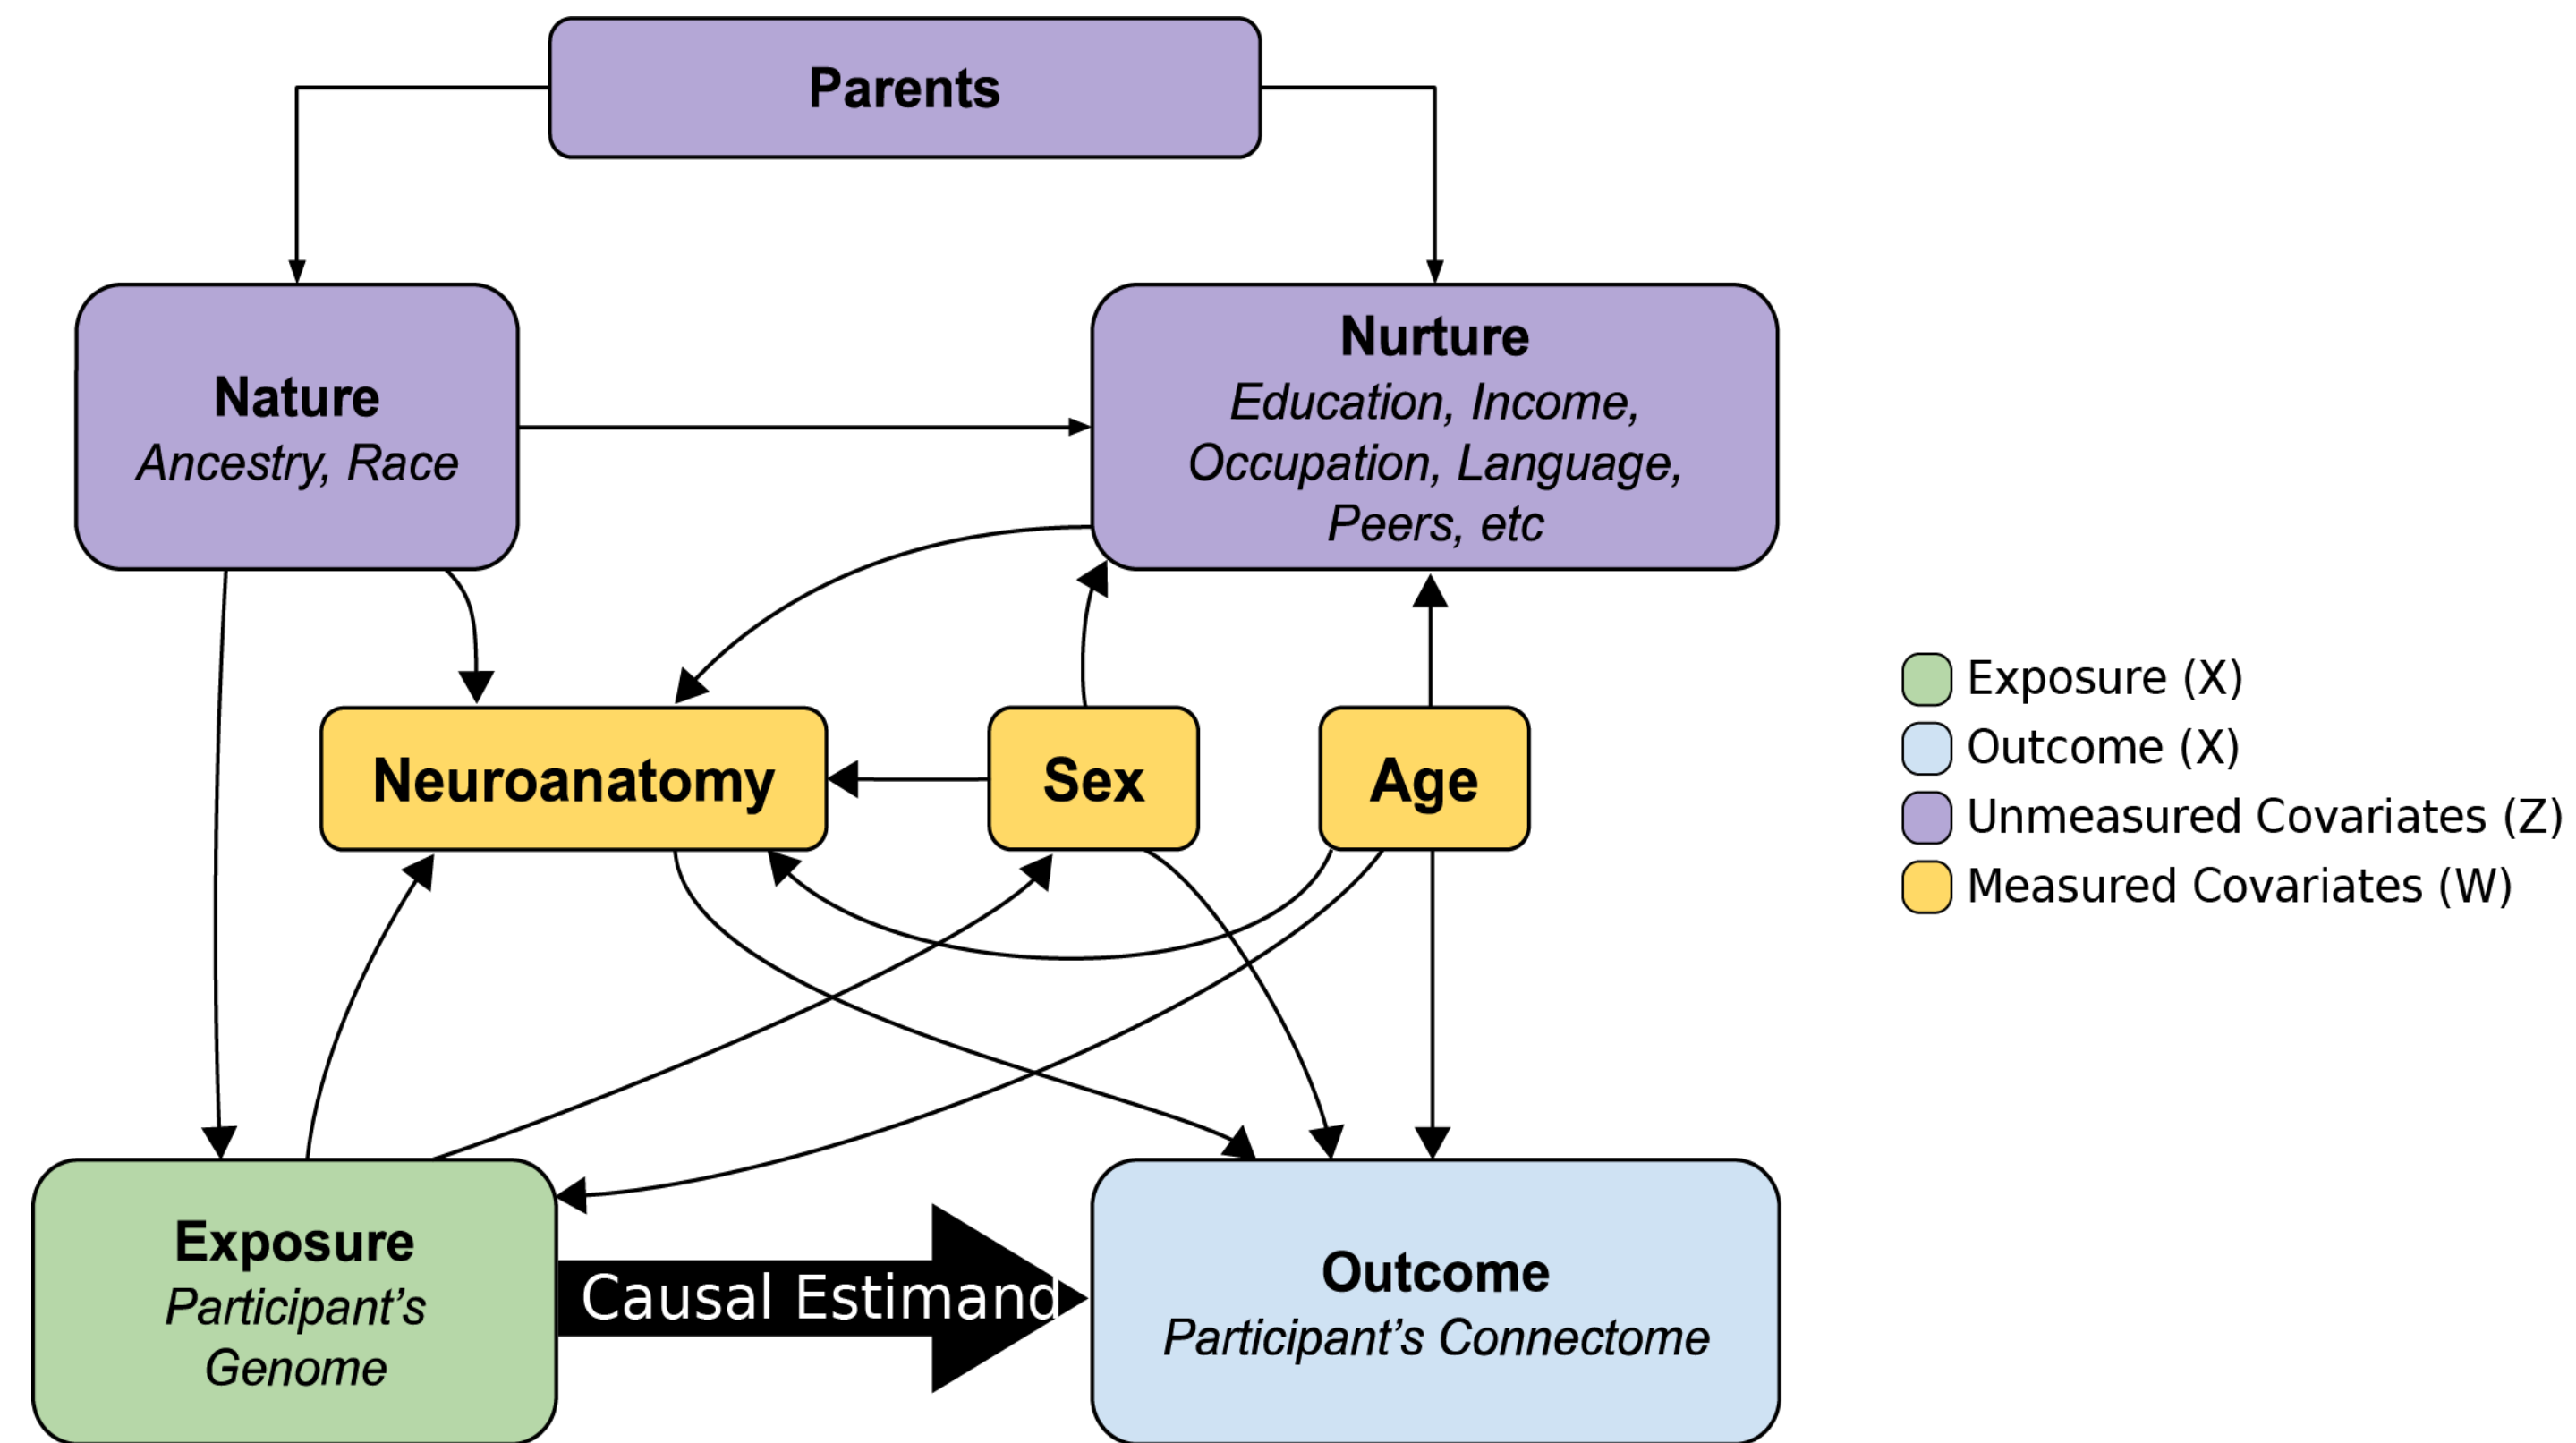 Parents
Nature
Ancestry, Race
Nurture
Education, Income,
Occupation, Language,
Peers, etc
Neuroanatomy
Sex
Age
Exposure (X)
Outcome (X)
Unmeasured Covariates (Z)
Measured Covariates (W)
Exposure
Participant’s
Genome
Causal Estimand
Outcome
Participant’s Connectome